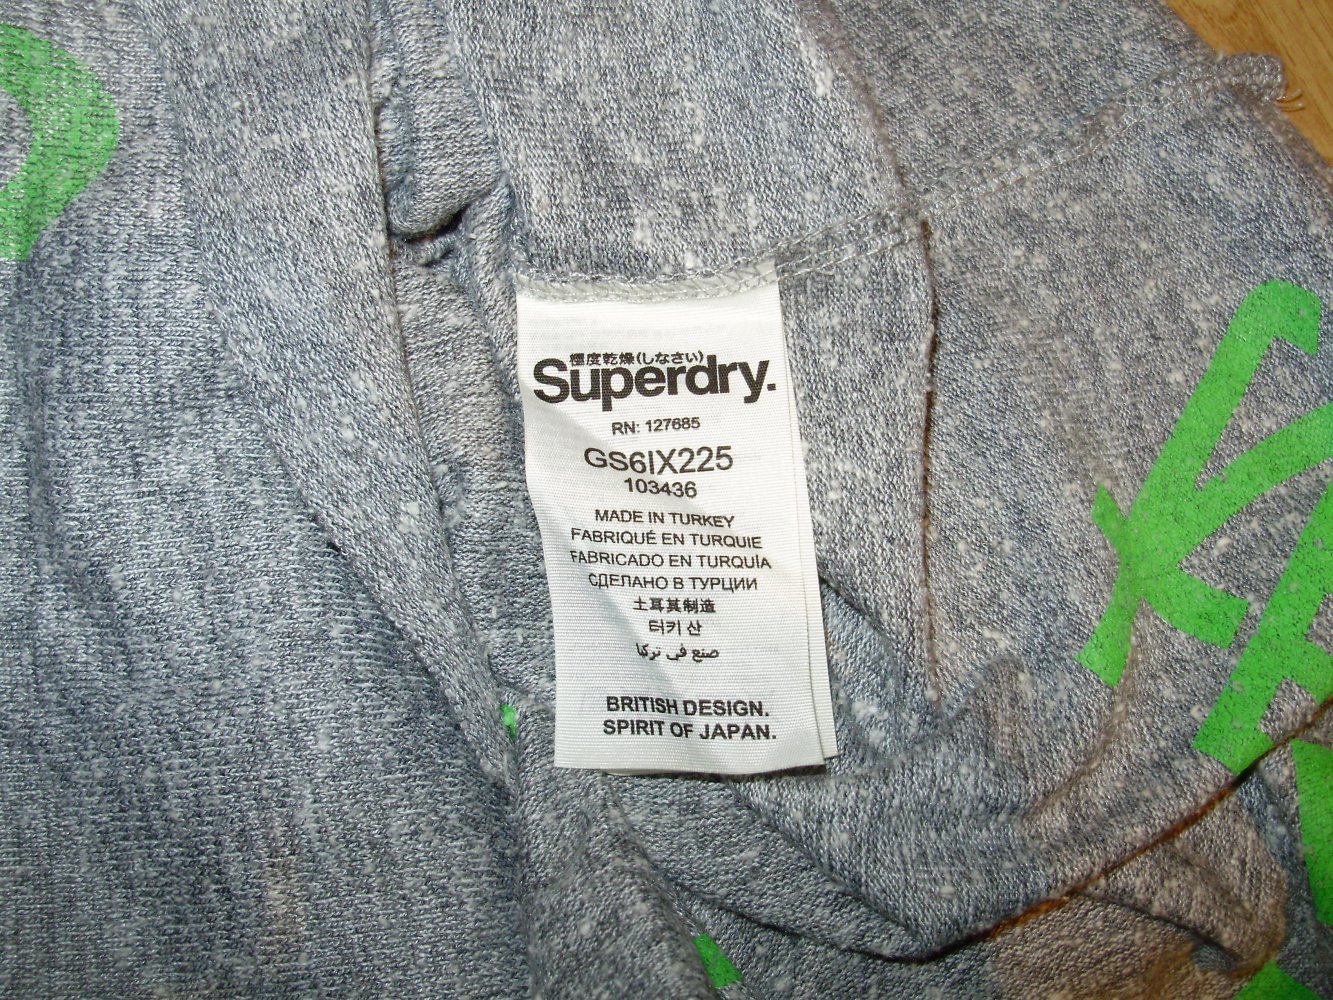 極度乾燥(しなさい)
Superdry.
RN: 127685
GS6IX225
103436
MADE IN TURKEY
FABRIQUÉ EN TURQUIE
FABRICADO EN TURQUÍA
СДЕЛАНО В ТУРЦИИ
土耳其制造
터키 산
صنع في تركا
BRITISH DESIGN.
SPIRIT OF JAPAN.